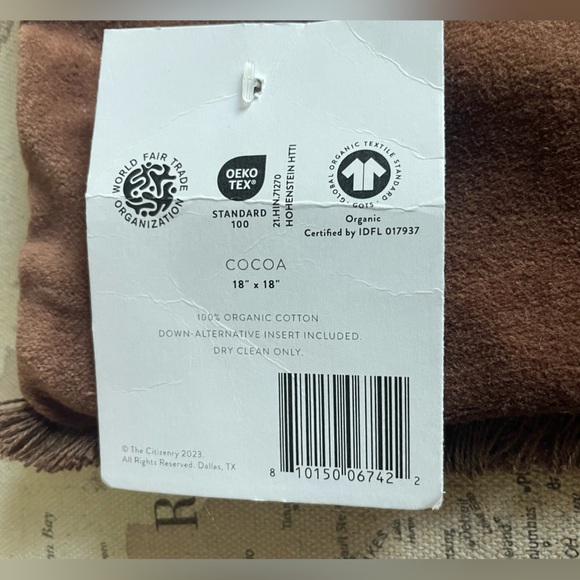 WORLD FAIR TRADE
ORGANIZATION
OEKO
TEX®
STANDARD
100
21.HIN.71270
HOHENSTEIN HTTI
GLOBAL ORGANIC TEXTILE STANDARD
· GOTS ·
Organic
Certified by IDFL 017937
COCOA
18" x 18"
100% ORGANIC COTTON
DOWN-ALTERNATIVE INSERT INCLUDED.
DRY CLEAN ONLY.
© The Citizenry 2023.
All Rights Reserved. Dallas, TX
8 10150 06742 2
Bay
R